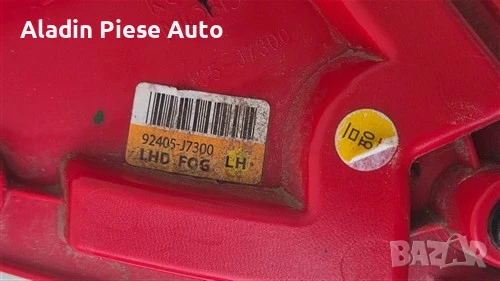 Aladin Piese Auto
92405-J7300
LHD FOG LH
BAZAR